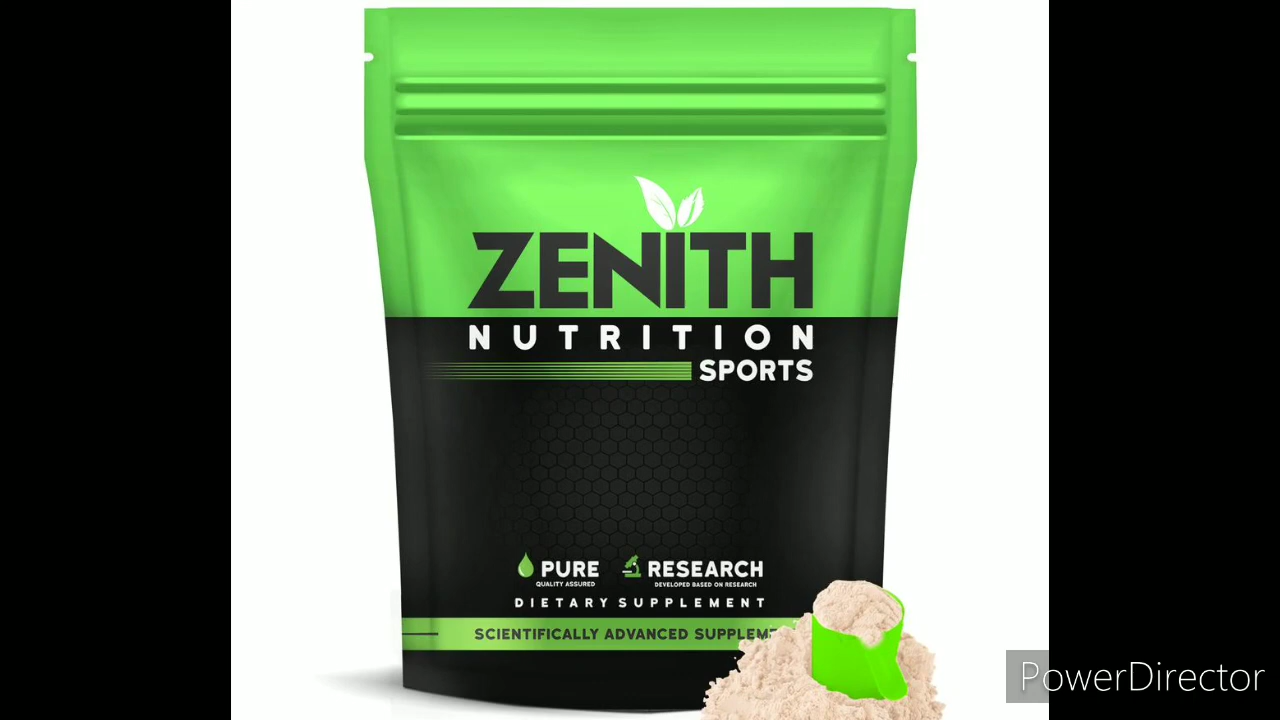 ZENITH
NUTRITION
SPORTS
PURE RESEARCH
QUALITY ASSURED DEVELOPED BASED ON RESEARCH
DIETARY SUPPLEMENT
SCIENTIFICALLY ADVANCED SUPPLEM
PowerDirector